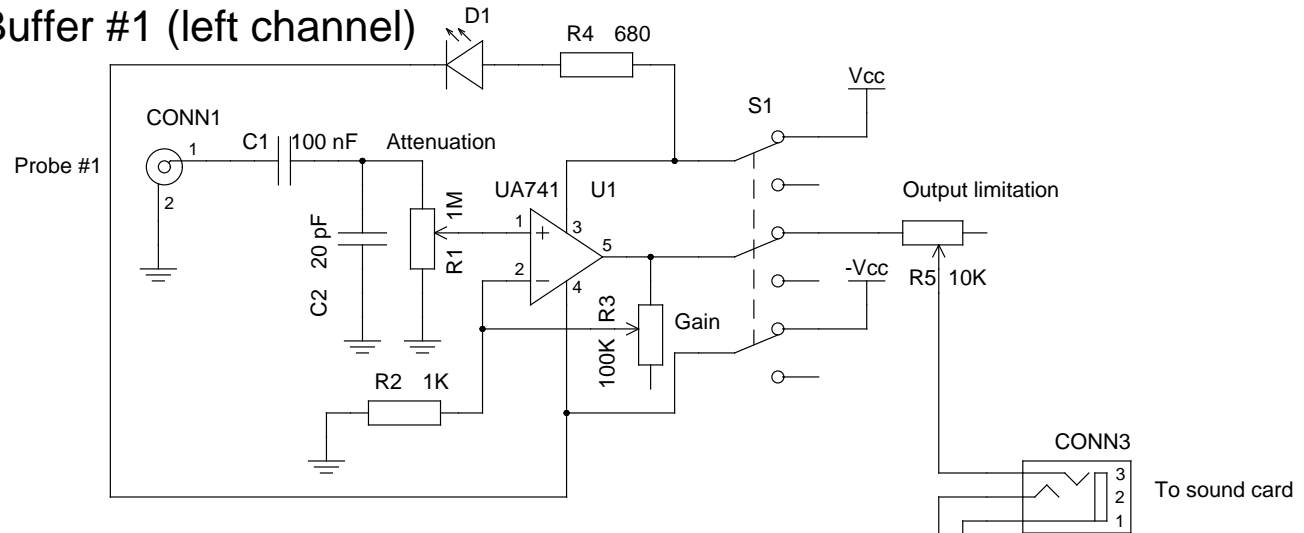 Buffer #1 (left channel)
D1
R4 680
Vcc
S1
CONN1
1
C1 100 nF
Attenuation
Probe #1
2
UA741 U1
Output limitation
1M
R1
20 pF
C2
1
+
3
5
2
−
4
-Vcc
R5 10K
R3
100K
Gain
R2 1K
CONN3
3
2
1
To sound card